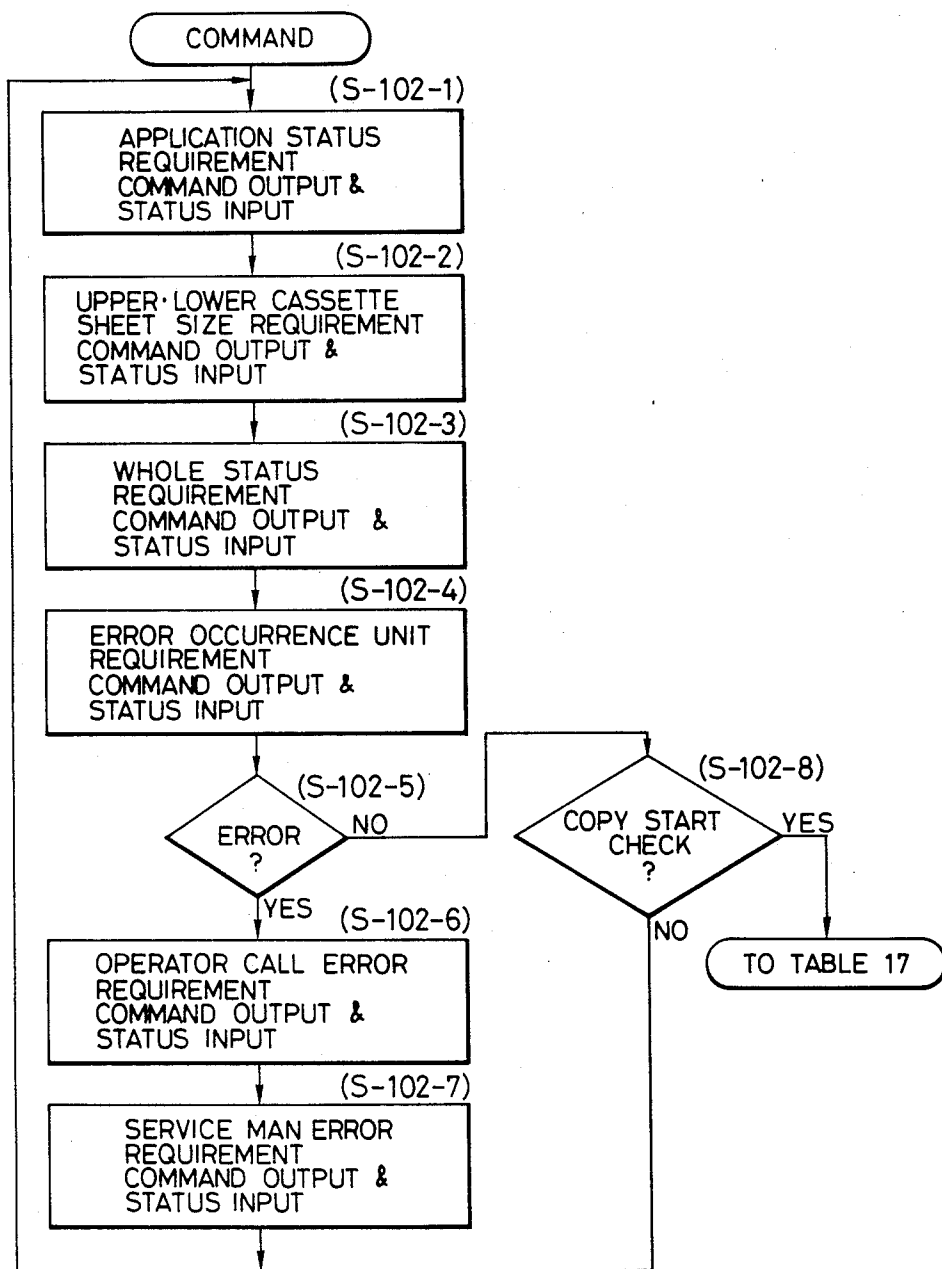 COMMAND
(S-102-1)
APPLICATION STATUS
REQUIREMENT
COMMAND OUTPUT &
STATUS INPUT
(S-102-2)
UPPER·LOWER CASSETTE
SHEET SIZE REQUIREMENT
COMMAND OUTPUT &
STATUS INPUT
(S-102-3)
WHOLE STATUS
REQUIREMENT
COMMAND OUTPUT &
STATUS INPUT
(S-102-4)
ERROR OCCURRENCE UNIT
REQUIREMENT
COMMAND OUTPUT &
STATUS INPUT
(S-102-5)
ERROR
?
NO
YES
(S-102-8)
COPY START
CHECK
?
YES
NO
TO TABLE 17
(S-102-6)
OPERATOR CALL ERROR
REQUIREMENT
COMMAND OUTPUT &
STATUS INPUT
(S-102-7)
SERVICE MAN ERROR
REQUIREMENT
COMMAND OUTPUT &
STATUS INPUT